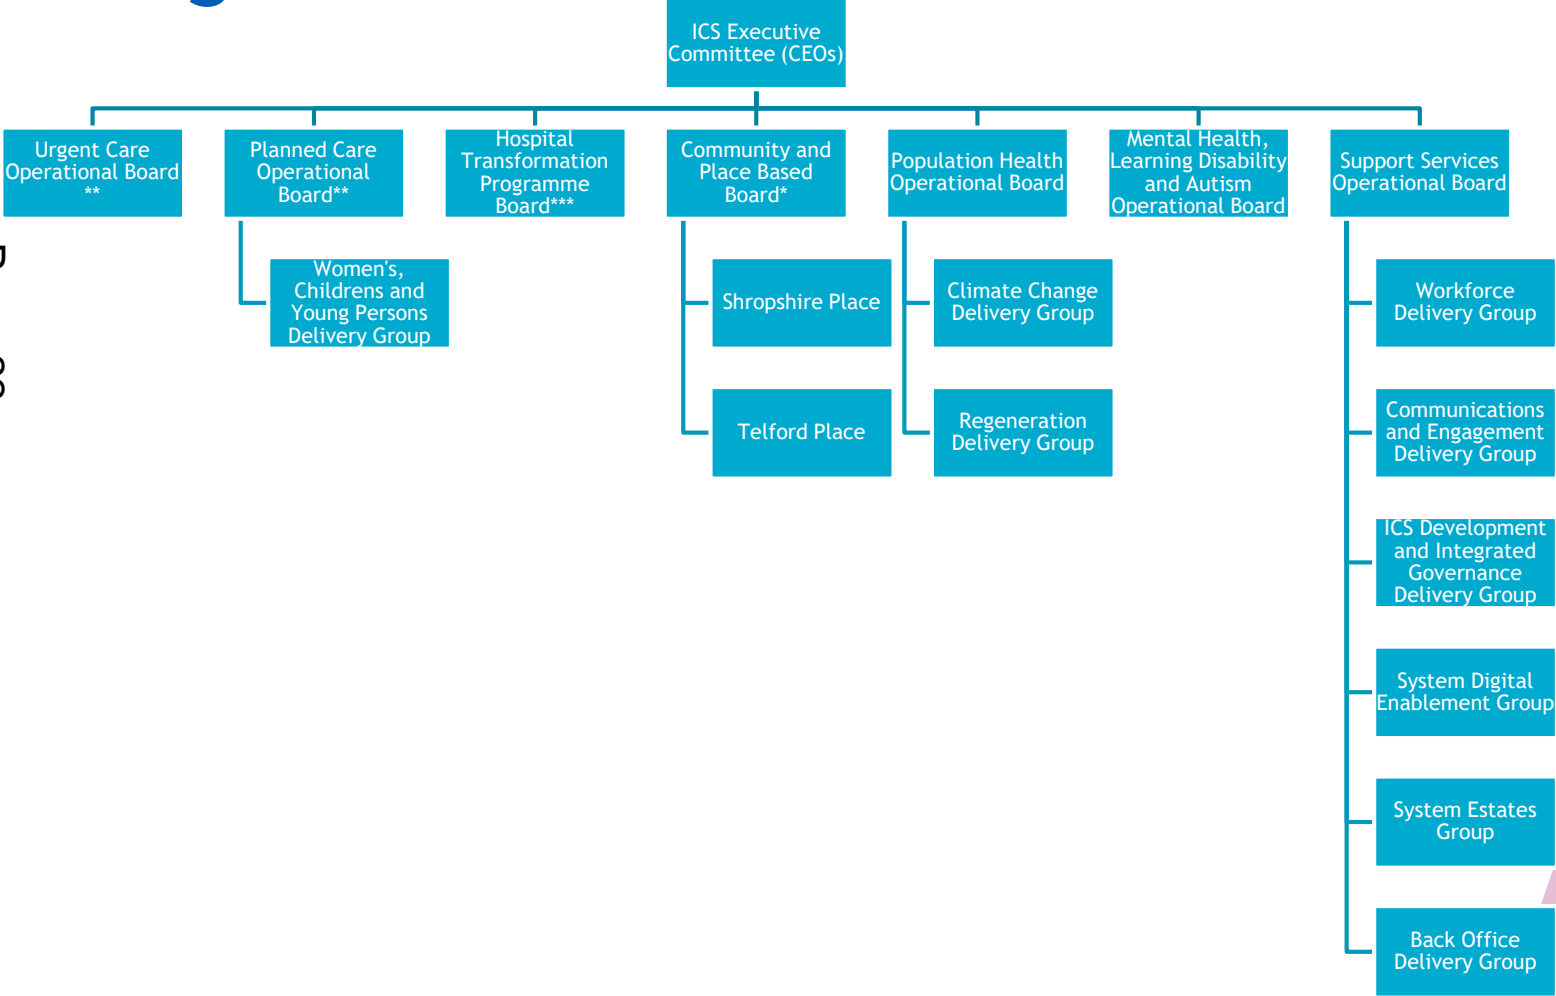 ICS Executive
Committee (CEOs)
Urgent Care
Operational Board
**
Planned Care
Operational
Board**
Hospital
Transformation
Programme
Board***
Community and
Place Based
Board*
Population Health
Operational Board
Mental Health,
Learning Disability
and Autism
Operational Board
Support Services
Operational Board
Women's,
Childrens and
Young Persons
Delivery Group
Shropshire Place
Telford Place
Climate Change
Delivery Group
Regeneration
Delivery Group
Workforce
Delivery Group
Communications
and Engagement
Delivery Group
ICS Development
and Integrated
Governance
Delivery Group
System Digital
Enablement Group
System Estates
Group
Back Office
Delivery Group